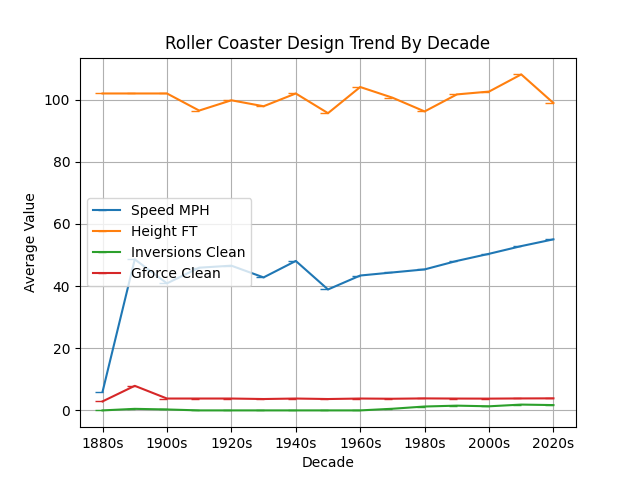 Roller Coaster Design Trend By Decade
100
80
60
40
20
0
Average Value
Speed MPH
Height FT
Inversions Clean
Gforce Clean
1880s 1900s 1920s 1940s 1960s 1980s 2000s 2020s
Decade